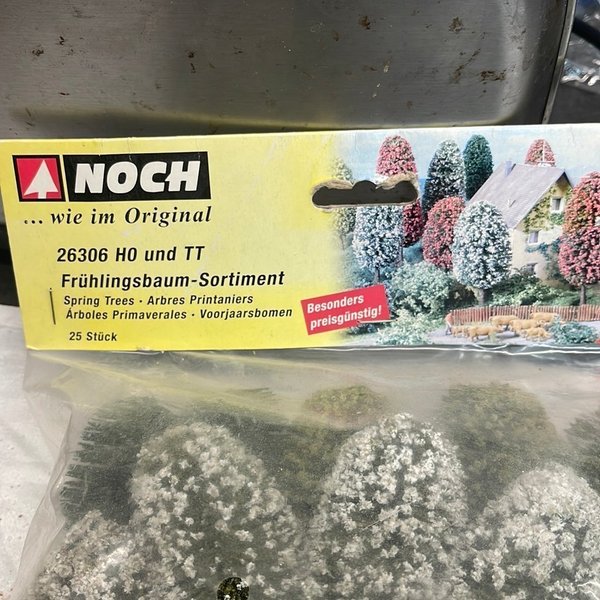 NOCH
... wie im Original
26306 H0 und TT
Frühlingsbaum-Sortiment
Spring Trees · Arbres Printaniers
Árboles Primaverales · Voorjaarsbomen
25 Stück
Besonders
preisgünstig!